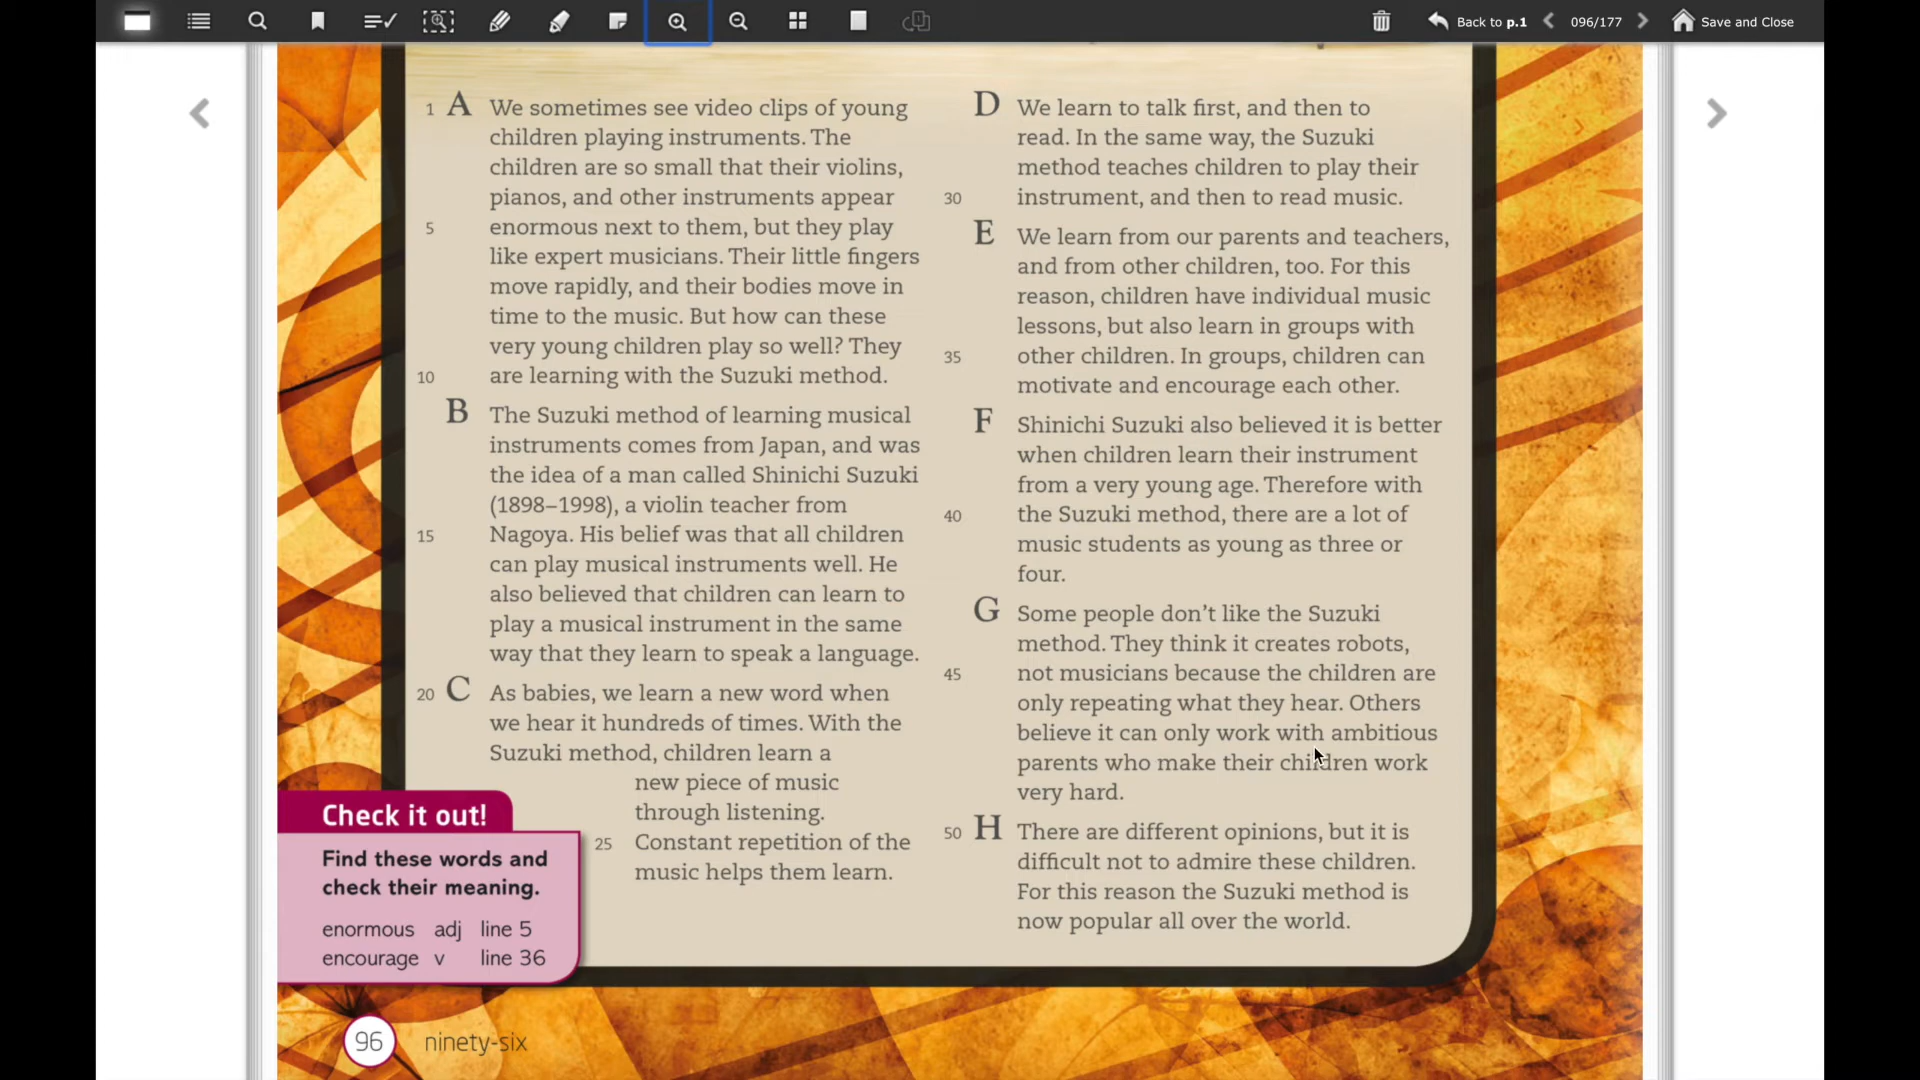 Back to p.1
096/177
Save and Close
1 A We sometimes see video clips of young
children playing instruments. The
children are so small that their violins,
pianos, and other instruments appear
5 enormous next to them, but they play
like expert musicians. Their little fingers
move rapidly, and their bodies move in
time to the music. But how can these
very young children play so well? They
10 are learning with the Suzuki method.
B The Suzuki method of learning musical
instruments comes from Japan, and was
the idea of a man called Shinichi Suzuki
(1898–1998), a violin teacher from
15 Nagoya. His belief was that all children
can play musical instruments well. He
also believed that children can learn to
play a musical instrument in the same
way that they learn to speak a language.
20 C As babies, we learn a new word when
we hear it hundreds of times. With the
Suzuki method, children learn a
new piece of music
through listening.
25 Constant repetition of the
music helps them learn.
D We learn to talk first, and then to
read. In the same way, the Suzuki
method teaches children to play their
30 instrument, and then to read music.
E We learn from our parents and teachers,
and from other children, too. For this
reason, children have individual music
lessons, but also learn in groups with
35 other children. In groups, children can
motivate and encourage each other.
F Shinichi Suzuki also believed it is better
when children learn their instrument
from a very young age. Therefore with
40 the Suzuki method, there are a lot of
music students as young as three or
four.
G Some people don't like the Suzuki
method. They think it creates robots,
45 not musicians because the children are
only repeating what they hear. Others
believe it can only work with ambitious
parents who make their children work
very hard.
50 H There are different opinions, but it is
difficult not to admire these children.
For this reason the Suzuki method is
now popular all over the world.
Check it out!
Find these words and
check their meaning.
enormous adj line 5
encourage v line 36
96 ninety-six